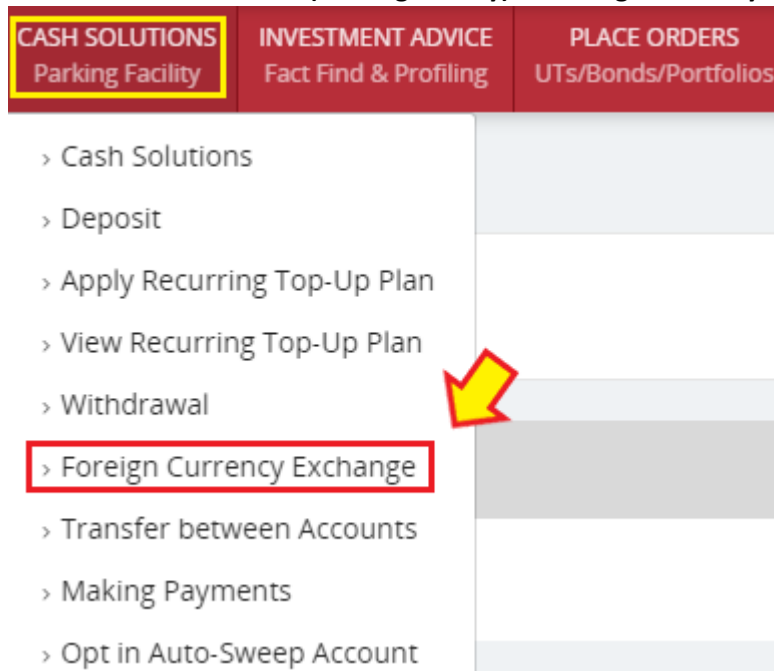 CASH SOLUTIONS
Parking Facility
INVESTMENT ADVICE
Fact Find & Profiling
PLACE ORDERS
UTs/Bonds/Portfolios
› Cash Solutions
› Deposit
› Apply Recurring Top-Up Plan
› View Recurring Top-Up Plan
› Withdrawal
› Foreign Currency Exchange
› Transfer between Accounts
› Making Payments
› Opt in Auto-Sweep Account